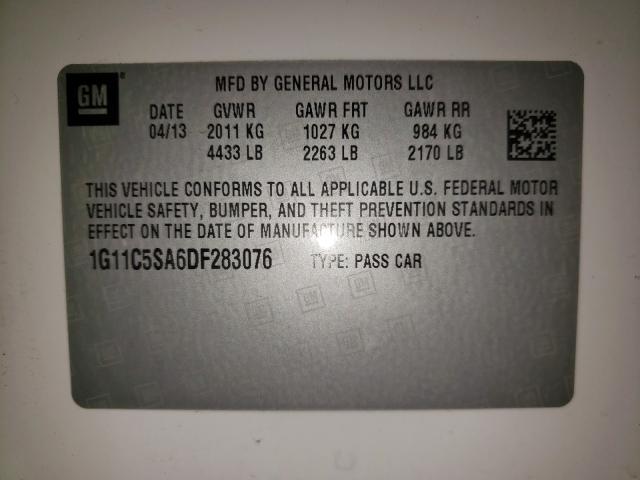 GM
MFD BY GENERAL MOTORS LLC
DATE GVWR GAWR FRT GAWR RR
04/13 2011 KG 1027 KG 984 KG
4433 LB 2263 LB 2170 LB
THIS VEHICLE CONFORMS TO ALL APPLICABLE U.S. FEDERAL MOTOR
VEHICLE SAFETY, BUMPER, AND THEFT PREVENTION STANDARDS IN
EFFECT ON THE DATE OF MANUFACTURE SHOWN ABOVE.
1G11C5SA6DF283076 TYPE: PASS CAR